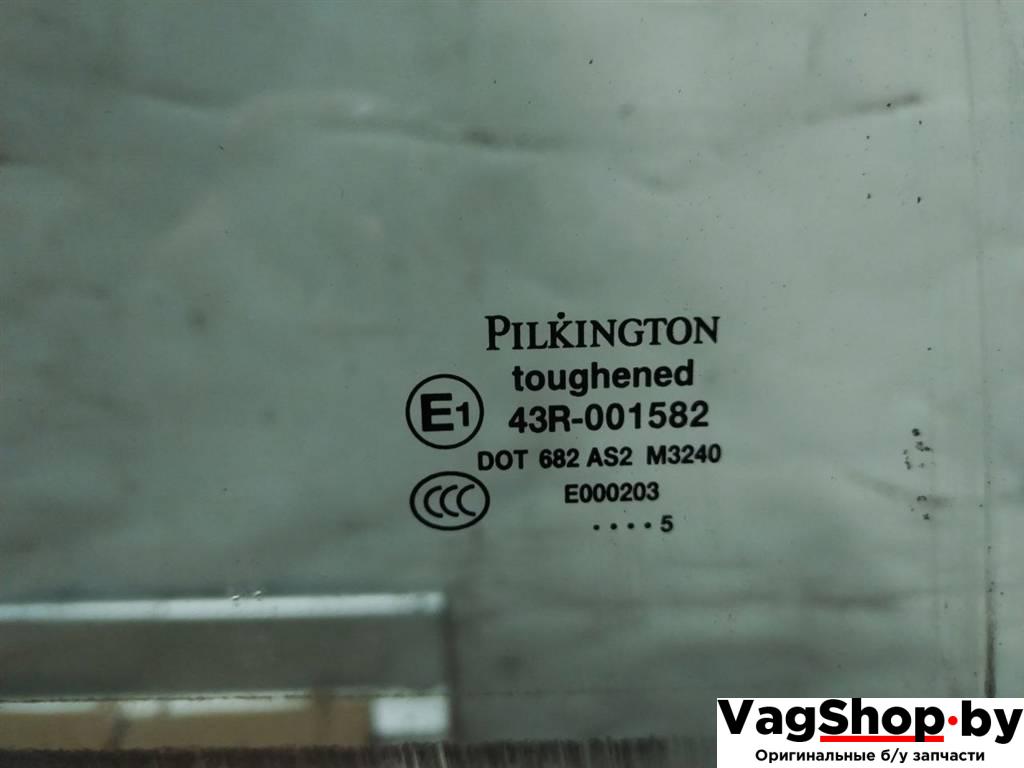 PILKINGTON
toughened
E1 43R-001582
DOT 682 AS2 M3240
CCC E000203
....5
VagShop.by
Оригинальные б/у запчасти